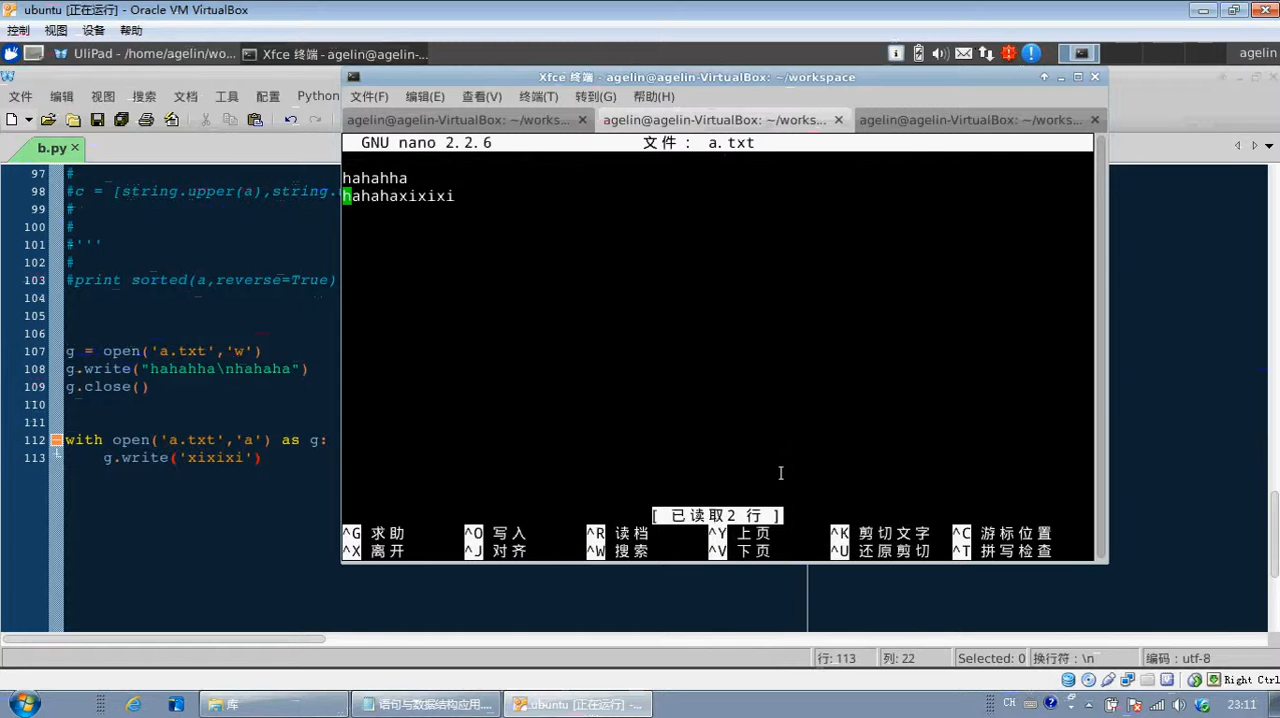 ubuntu [正在运行] - Oracle VM VirtualBox
控制 视图 设备 帮助
UliPad - /home/agelin/wo... Xfce 终端 - agelin@agelin-... agelin
Xfce 终端 - agelin@agelin-VirtualBox: ~/workspace
文件 编辑 视图 搜索 文档 工具 配置 Python
文件(F) 编辑(E) 查看(V) 终端(T) 转到(G) 帮助(H)
agelin@agelin-VirtualBox: ~/works... agelin@agelin-VirtualBox: ~/works... agelin@agelin-VirtualBox: ~/works...
b.py
GNU nano 2.2.6 文件： a.txt
hahahha
hahahaxixixi
97 #
98 #c = [string.upper(a),string.
99 #
100 #
101 #'''
102 #
103 #print sorted(a,reverse=True)
104
105
106
107 g = open('a.txt','w')
108 g.write("hahahha\nhahaha")
109 g.close()
110
111
112 with open('a.txt','a') as g:
113 g.write('xixixi')
[ 已读取2 行 ]
^G 求助 ^O 写入 ^R 读档 ^Y 上页 ^K 剪切文字 ^C 游标位置
^X 离开 ^J 对齐 ^W 搜索 ^V 下页 ^U 还原剪切 ^T 拼写检查
行: 113 列: 22 Selected: 0 换行符：\n 编码：utf-8
Right Ctrl
库 语句与数据结构应用... ubuntu [正在运行] -... CH 23:11